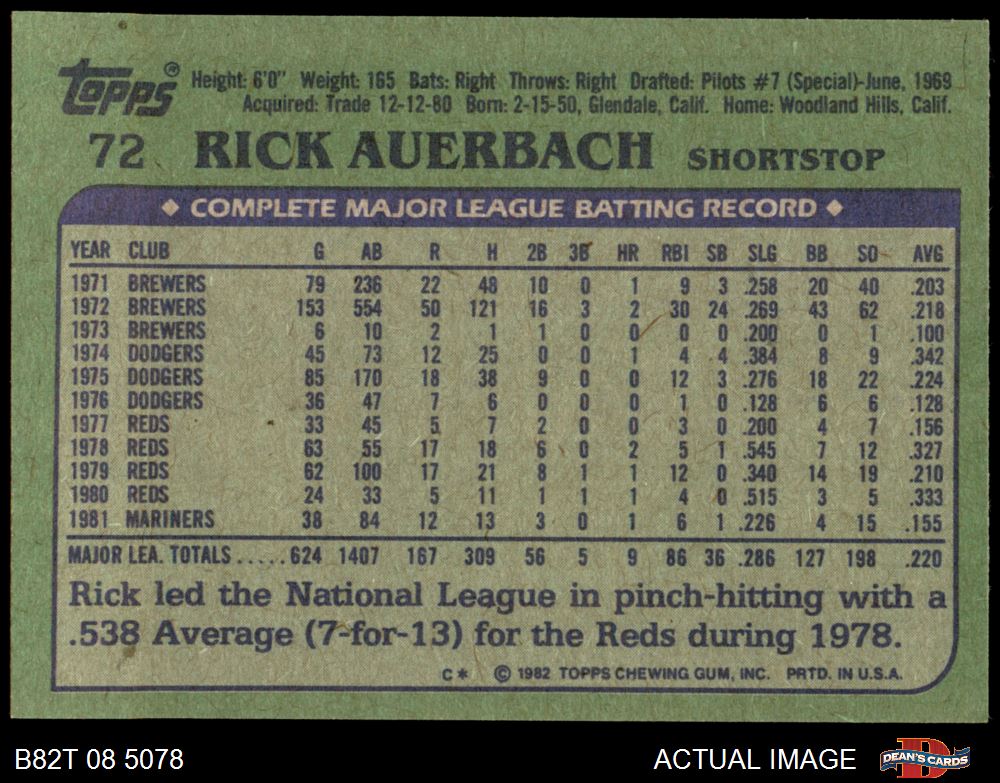 topps® Height: 6'0" Weight: 165 Bats: Right Throws: Right Drafted: Pilots #7 (Special)-June, 1969
Acquired: Trade 12-12-80 Born: 2-15-50, Glendale, Calif. Home: Woodland Hills, Calif.
72 RICK AUERBACH SHORTSTOP
◆ COMPLETE MAJOR LEAGUE BATTING RECORD ◆
YEAR CLUB G AB R H 2B 3B HR RBI SB SLG BB SO AVG
1971 BREWERS 79 236 22 48 10 0 1 9 3 .258 20 40 .203
1972 BREWERS 153 554 50 121 16 3 2 30 24 .269 43 62 .218
1973 BREWERS 6 10 2 1 1 0 0 0 0 .200 0 1 .100
1974 DODGERS 45 73 12 25 0 0 1 4 4 .384 8 9 .342
1975 DODGERS 85 170 18 38 9 0 0 12 3 .276 18 22 .224
1976 DODGERS 36 47 7 6 0 0 0 1 0 .128 6 6 .128
1977 REDS 33 45 5 7 2 0 0 3 0 .200 4 7 .156
1978 REDS 63 55 17 18 6 0 2 5 1 .545 7 12 .327
1979 REDS 62 100 17 21 8 1 1 12 0 .340 14 19 .210
1980 REDS 24 33 5 11 1 1 1 4 0 .515 3 5 .333
1981 MARINERS 38 84 12 13 3 0 1 6 1 .226 4 15 .155
MAJOR LEA. TOTALS ..... 624 1407 167 309 56 5 9 86 36 .286 127 198 .220
Rick led the National League in pinch-hitting with a
.538 Average (7-for-13) for the Reds during 1978.
C* © 1982 TOPPS CHEWING GUM, INC. PRTD. IN U.S.A.
B82T 08 5078 ACTUAL IMAGE DEAN'S CARDS